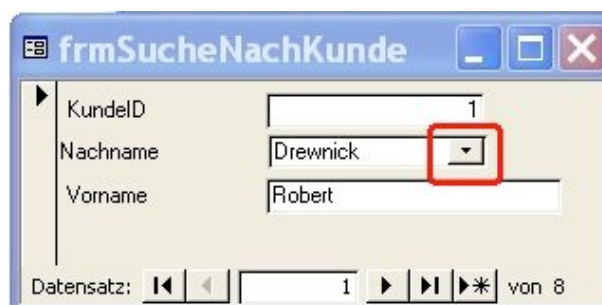 frmSucheNachKunde
KundeID 1
Nachname Drewnick
Vorname Robert
Datensatz: 1 von 8